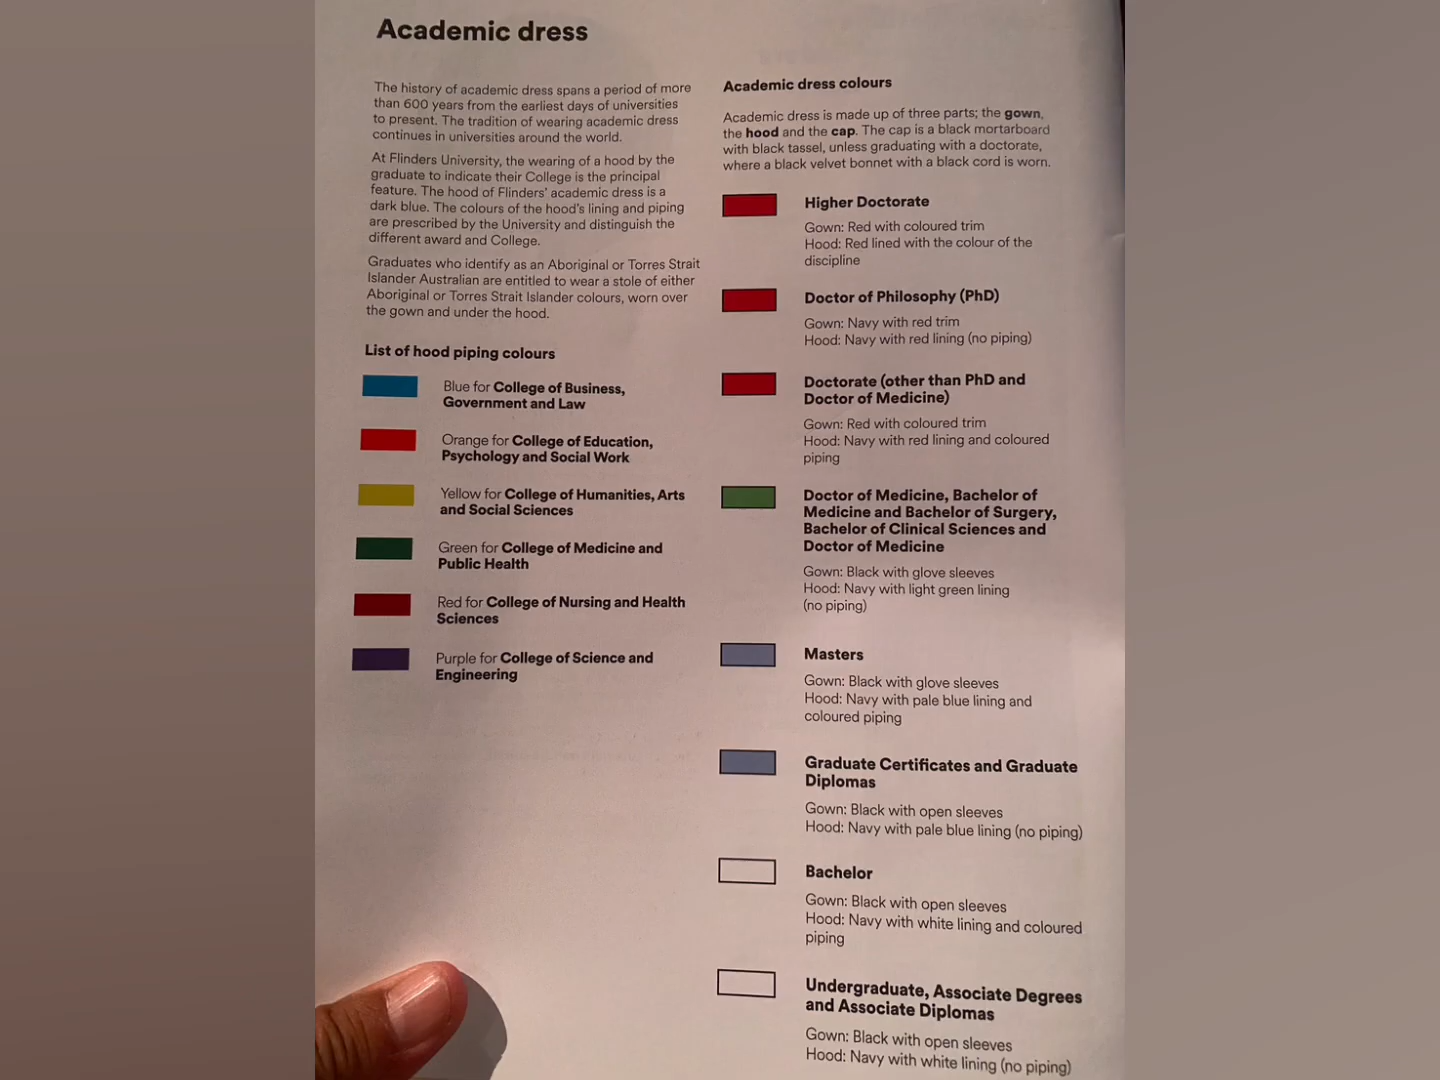 Academic dress
The history of academic dress spans a period of more
than 600 years from the earliest days of universities
to present. The tradition of wearing academic dress
continues in universities around the world.
At Flinders University, the wearing of a hood by the
graduate to indicate their College is the principal
feature. The hood of Flinders' academic dress is a
dark blue. The colours of the hood's lining and piping
are prescribed by the University and distinguish the
different award and College.
Graduates who identify as an Aboriginal or Torres Strait
Islander Australian are entitled to wear a stole of either
Aboriginal or Torres Strait Islander colours, worn over
the gown and under the hood.
List of hood piping colours
Blue for College of Business,
Government and Law
Orange for College of Education,
Psychology and Social Work
Yellow for College of Humanities, Arts
and Social Sciences
Green for College of Medicine and
Public Health
Red for College of Nursing and Health
Sciences
Purple for College of Science and
Engineering
Academic dress colours
Academic dress is made up of three parts; the gown,
the hood and the cap. The cap is a black mortarboard
with black tassel, unless graduating with a doctorate,
where a black velvet bonnet with a black cord is worn.
Higher Doctorate
Gown: Red with coloured trim
Hood: Red lined with the colour of the
discipline
Doctor of Philosophy (PhD)
Gown: Navy with red trim
Hood: Navy with red lining (no piping)
Doctorate (other than PhD and
Doctor of Medicine)
Gown: Red with coloured trim
Hood: Navy with red lining and coloured
piping
Doctor of Medicine, Bachelor of
Medicine and Bachelor of Surgery,
Bachelor of Clinical Sciences and
Doctor of Medicine
Gown: Black with glove sleeves
Hood: Navy with light green lining
(no piping)
Masters
Gown: Black with glove sleeves
Hood: Navy with pale blue lining and
coloured piping
Graduate Certificates and Graduate
Diplomas
Gown: Black with open sleeves
Hood: Navy with pale blue lining (no piping)
Bachelor
Gown: Black with open sleeves
Hood: Navy with white lining and coloured
piping
Undergraduate, Associate Degrees
and Associate Diplomas
Gown: Black with open sleeves
Hood: Navy with white lining (no piping)